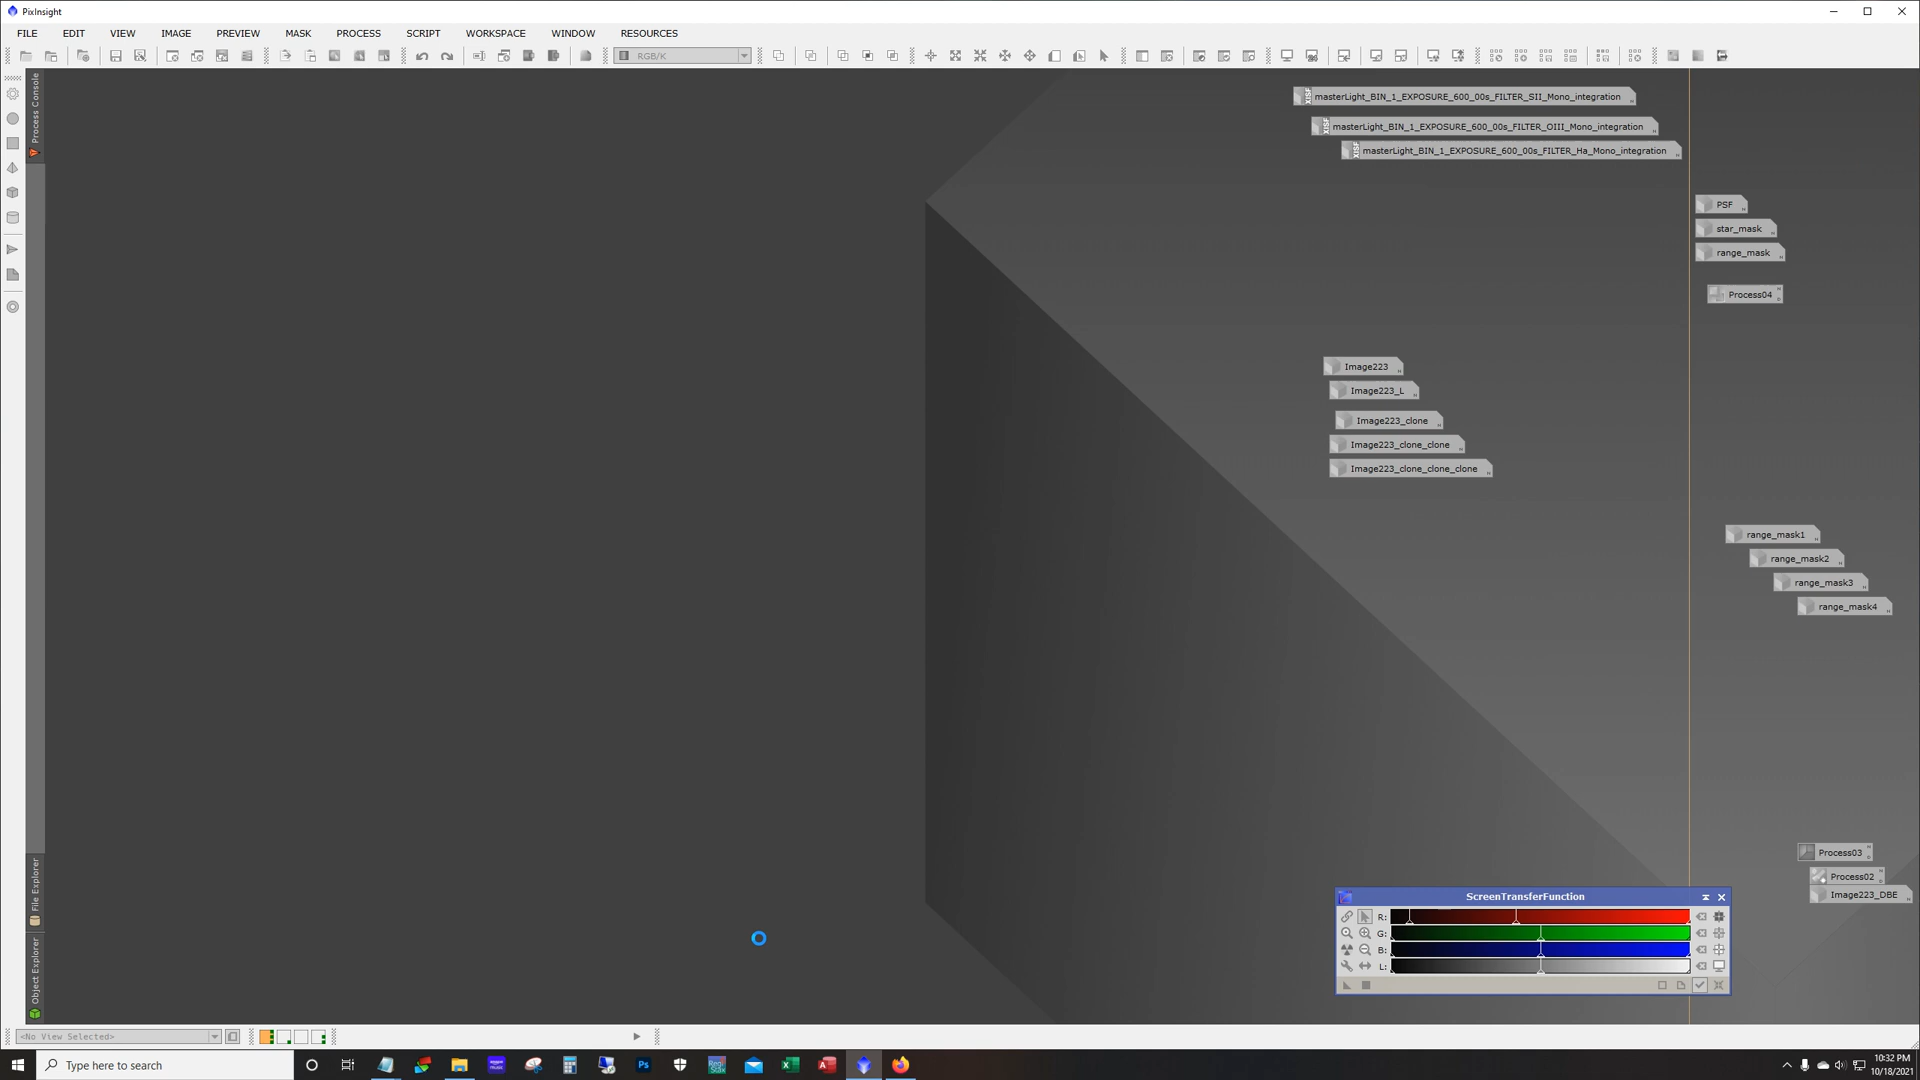 PixInsight
FILE EDIT VIEW IMAGE PREVIEW MASK PROCESS SCRIPT WORKSPACE WINDOW RESOURCES
RGB/K
Process Console
masterLight_BIN_1_EXPOSURE_600_00s_FILTER_SII_Mono_integration
masterLight_BIN_1_EXPOSURE_600_00s_FILTER_OIII_Mono_integration
masterLight_BIN_1_EXPOSURE_600_00s_FILTER_Ha_Mono_integration
PSF
star_mask
range_mask
Process04
Image223
Image223_L
Image223_clone
Image223_clone_clone
Image223_clone_clone_clone
range_mask1
range_mask2
range_mask3
range_mask4
Process03
Process02
Image223_DBE
File Explorer
Object Explorer
ScreenTransferFunction
R:
G:
B:
L:
<No View Selected>
Type here to search
Ps
10:32 PM
10/18/2021